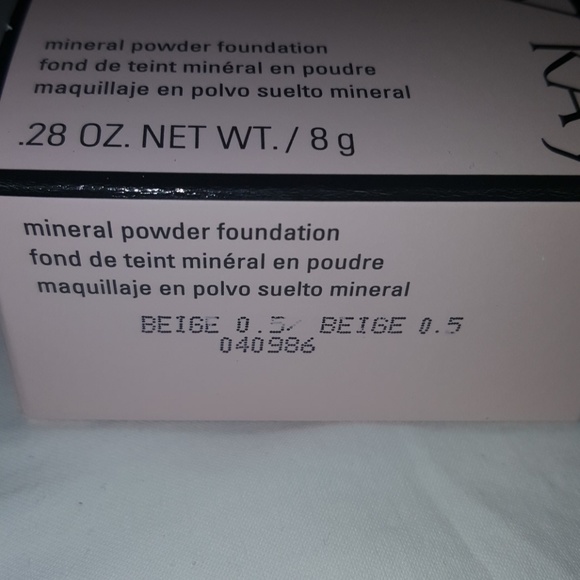 mineral powder foundation
fond de teint minéral en poudre
maquillaje en polvo suelto mineral
.28 OZ. NET WT. / 8 g
mineral powder foundation
fond de teint minéral en poudre
maquillaje en polvo suelto mineral
BEIGE 0.5/ BEIGE 0.5
040986